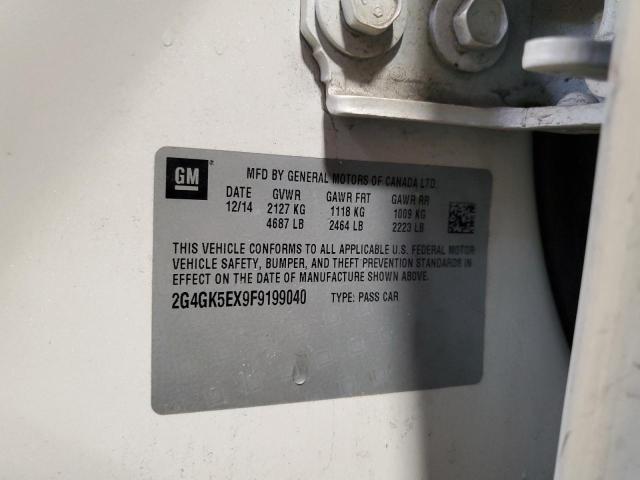 GM
MFD BY GENERAL MOTORS OF CANADA LTD.
DATE GVWR GAWR FRT GAWR RR
12/14 2127 KG 1118 KG 1009 KG
4687 LB 2464 LB 2223 LB
THIS VEHICLE CONFORMS TO ALL APPLICABLE U.S. FEDERAL MOTOR
VEHICLE SAFETY, BUMPER, AND THEFT PREVENTION STANDARDS IN
EFFECT ON THE DATE OF MANUFACTURE SHOWN ABOVE.
2G4GK5EX9F9199040 TYPE: PASS CAR